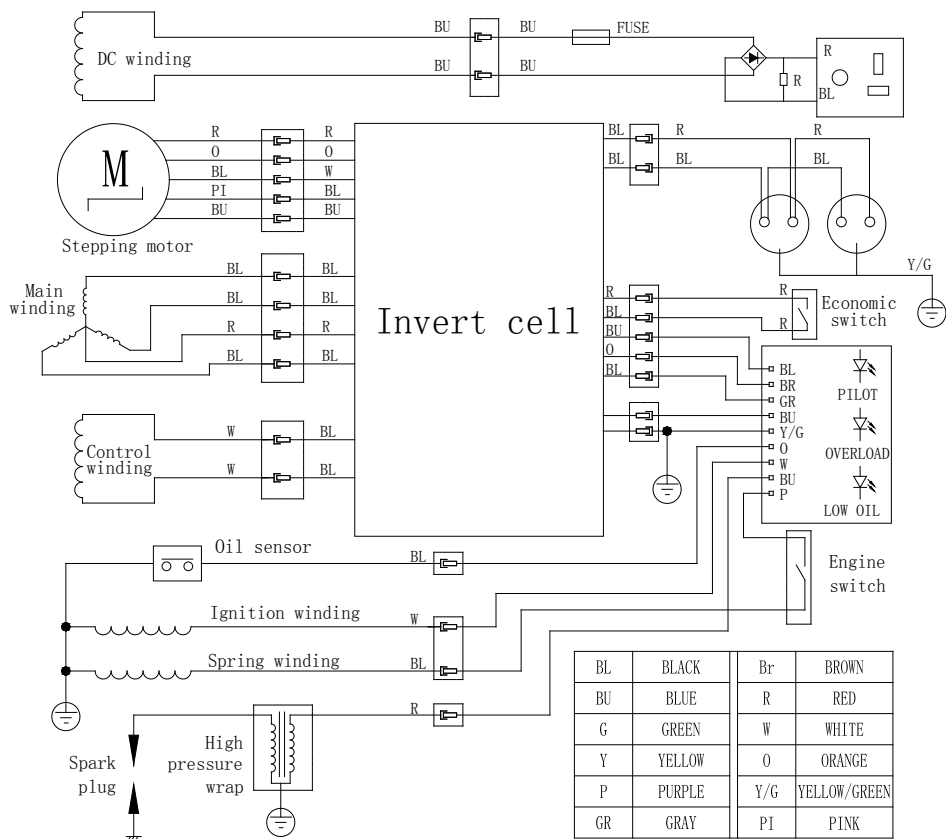 DC winding
BU
BU
FUSE
BU
BU
R
R
BL
M
Stepping motor
R
R
O
O
BL
W
PI
BL
BU
BU
Invert cell
BL
R
R
BL
BL
BL
Y/G
Main
winding
BL
BL
BL
BL
R
R
BL
BL
R
BL
BU
O
BL
R
R
Economic
switch
Control
winding
W
BL
W
BL
BL
BR
GR
BU
Y/G
O
W
BU
P
PILOT
OVERLOAD
LOW OIL
Engine
switch
Oil sensor
BL
Ignition winding
W
Spring winding
BL
R
Spark
plug
High
pressure
wrap
BL BLACK Br BROWN
BU BLUE R RED
G GREEN W WHITE
Y YELLOW O ORANGE
P PURPLE Y/G YELLOW/GREEN
GR GRAY PI PINK